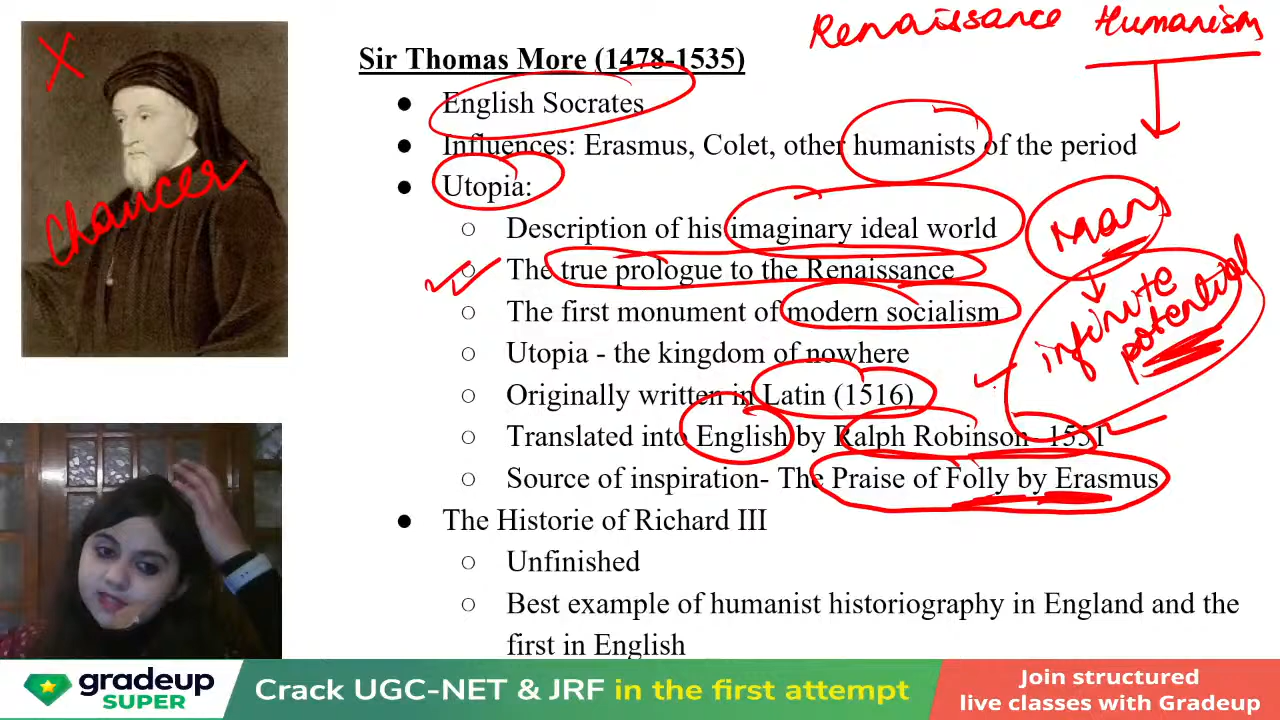 Renaissance Humanism
X
Chaucer
Sir Thomas More (1478-1535)
● English Socrates
● Influences: Erasmus, Colet, other humanists of the period
● Utopia:
○ Description of his imaginary ideal world
○ The true prologue to the Renaissance
○ The first monument of modern socialism
○ Utopia - the kingdom of nowhere
○ Originally written in Latin (1516)
○ Translated into English by Ralph Robinson- 1551
○ Source of inspiration- The Praise of Folly by Erasmus
Man
infinite
potential
● The Historie of Richard III
○ Unfinished
○ Best example of humanist historiography in England and the
first in English
gradeup
SUPER
Crack UGC-NET & JRF in the first attempt
Join structured
live classes with Gradeup